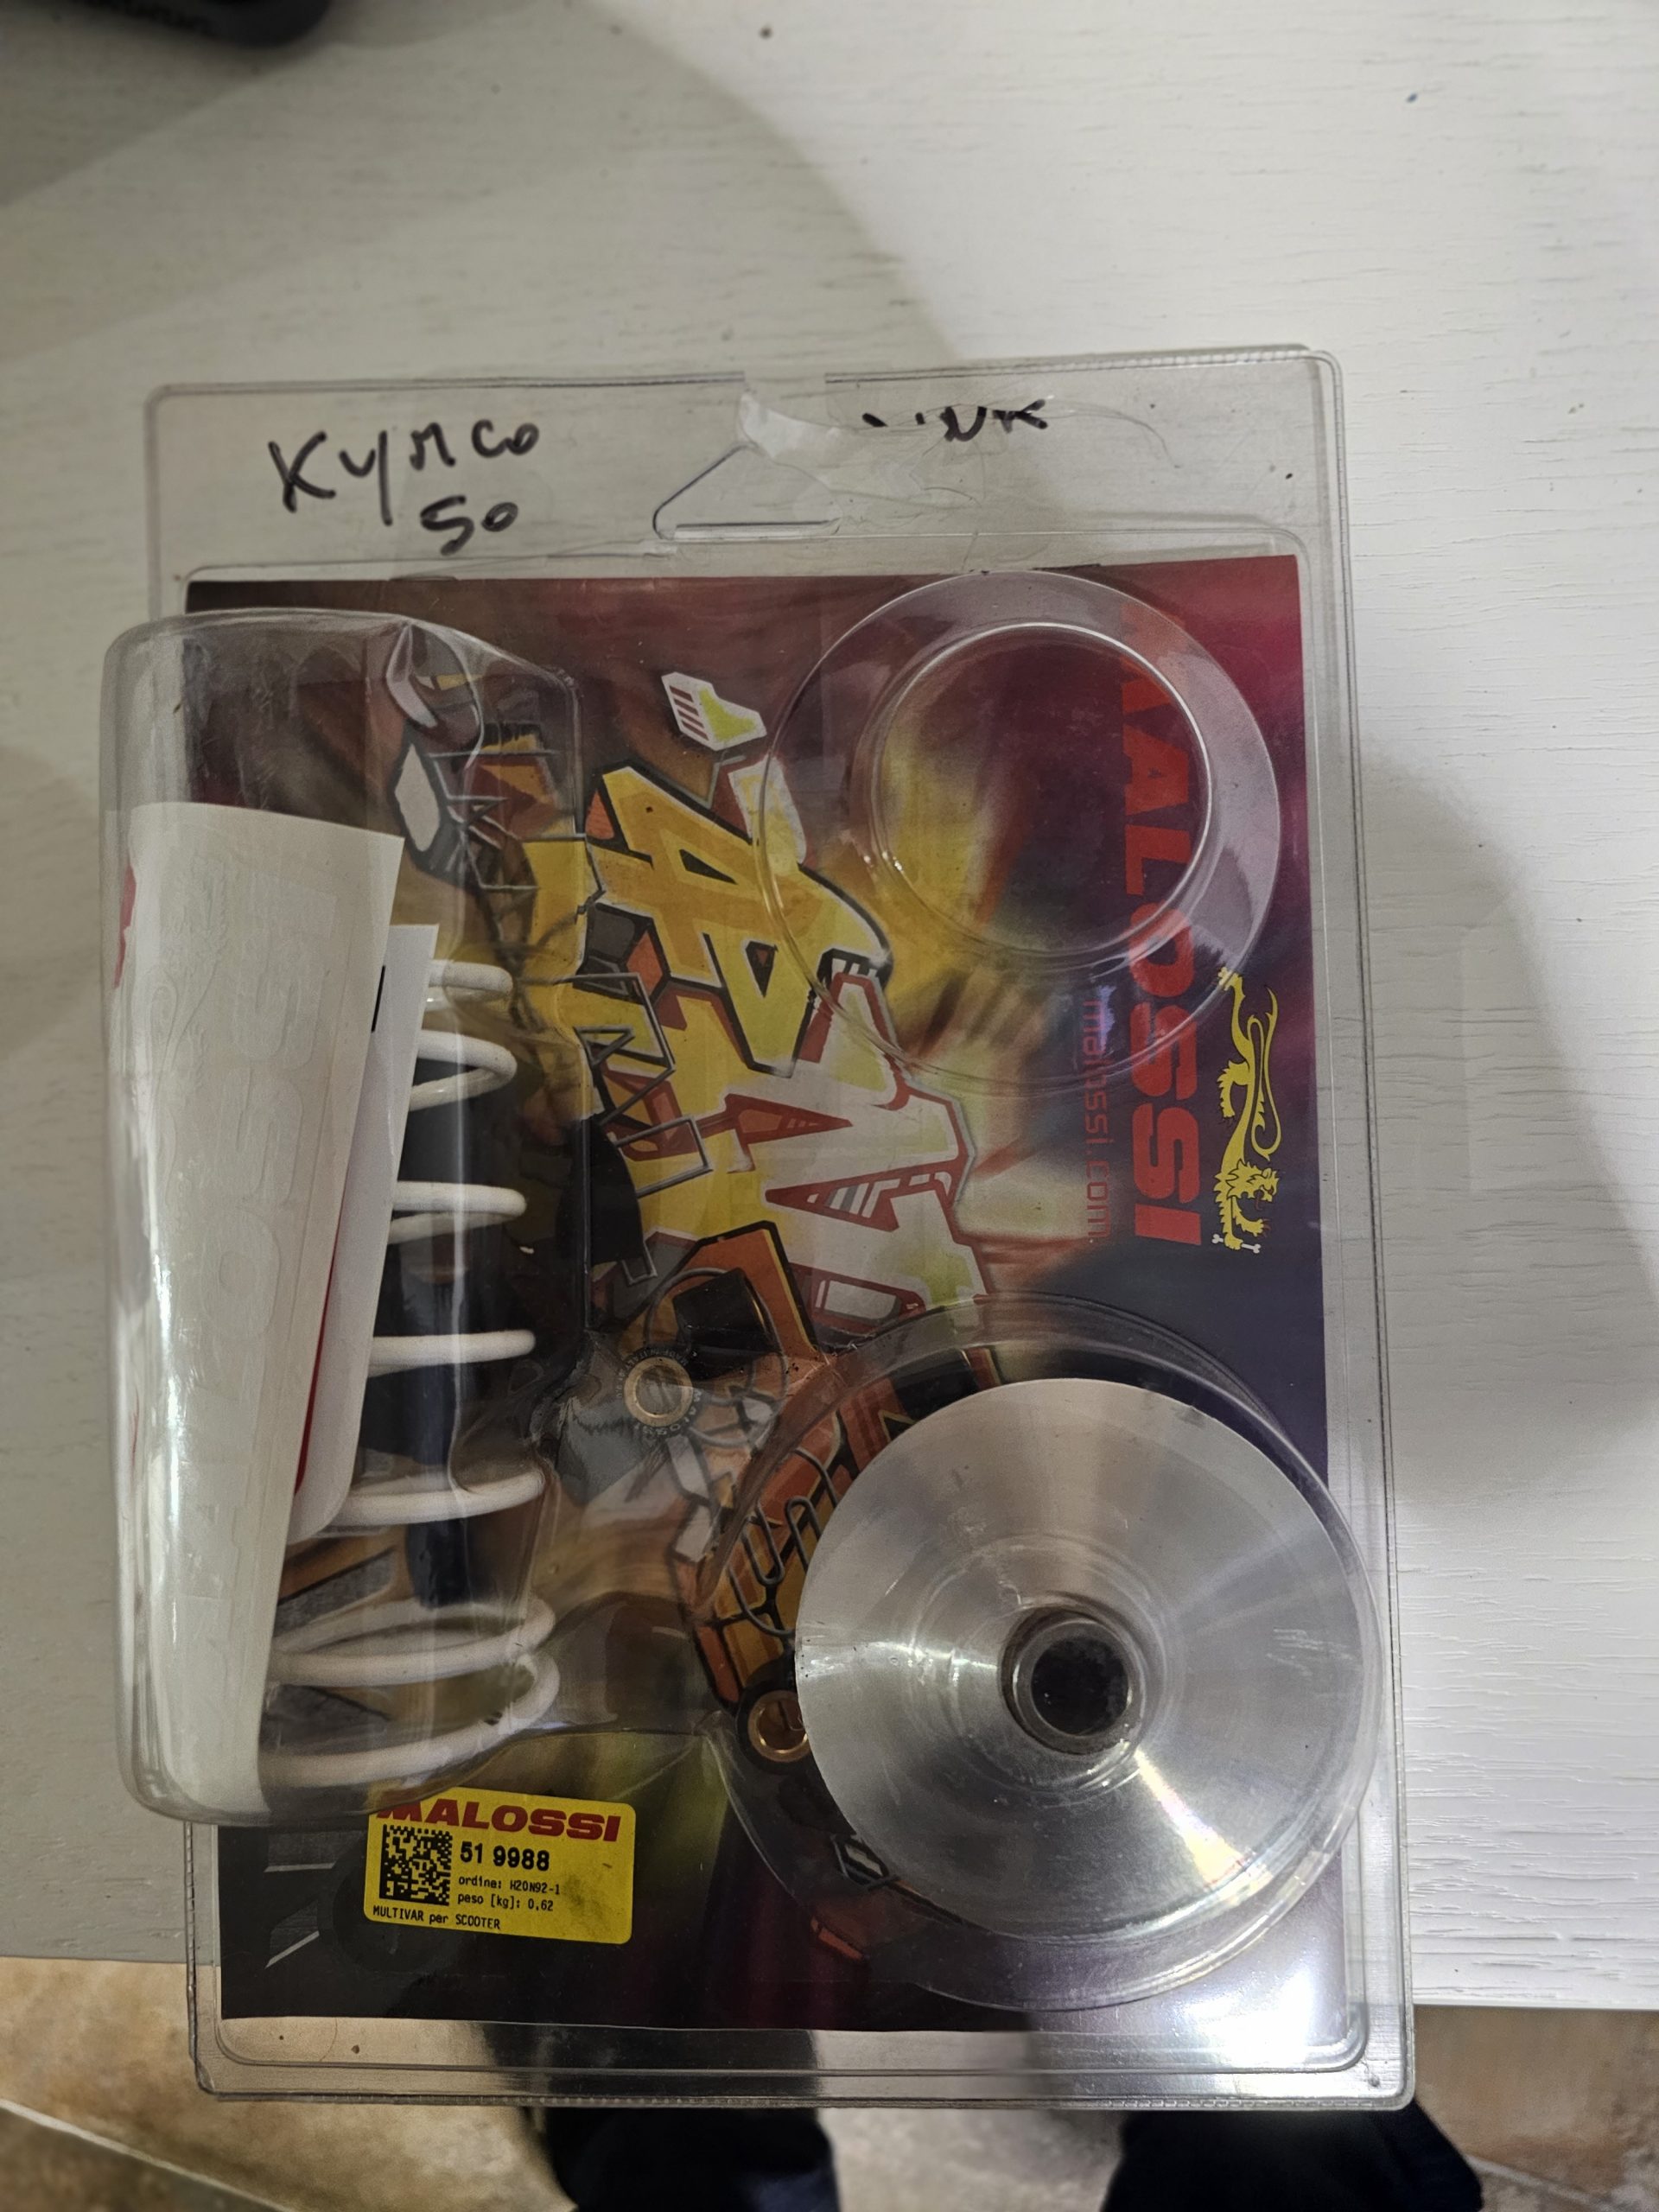 Kymco
50
MALOSSI
malossi.com
MALOSSI
51 9988
ordine: H20N92-1
peso [kg]: 0,62
MULTIVAR per SCOOTER